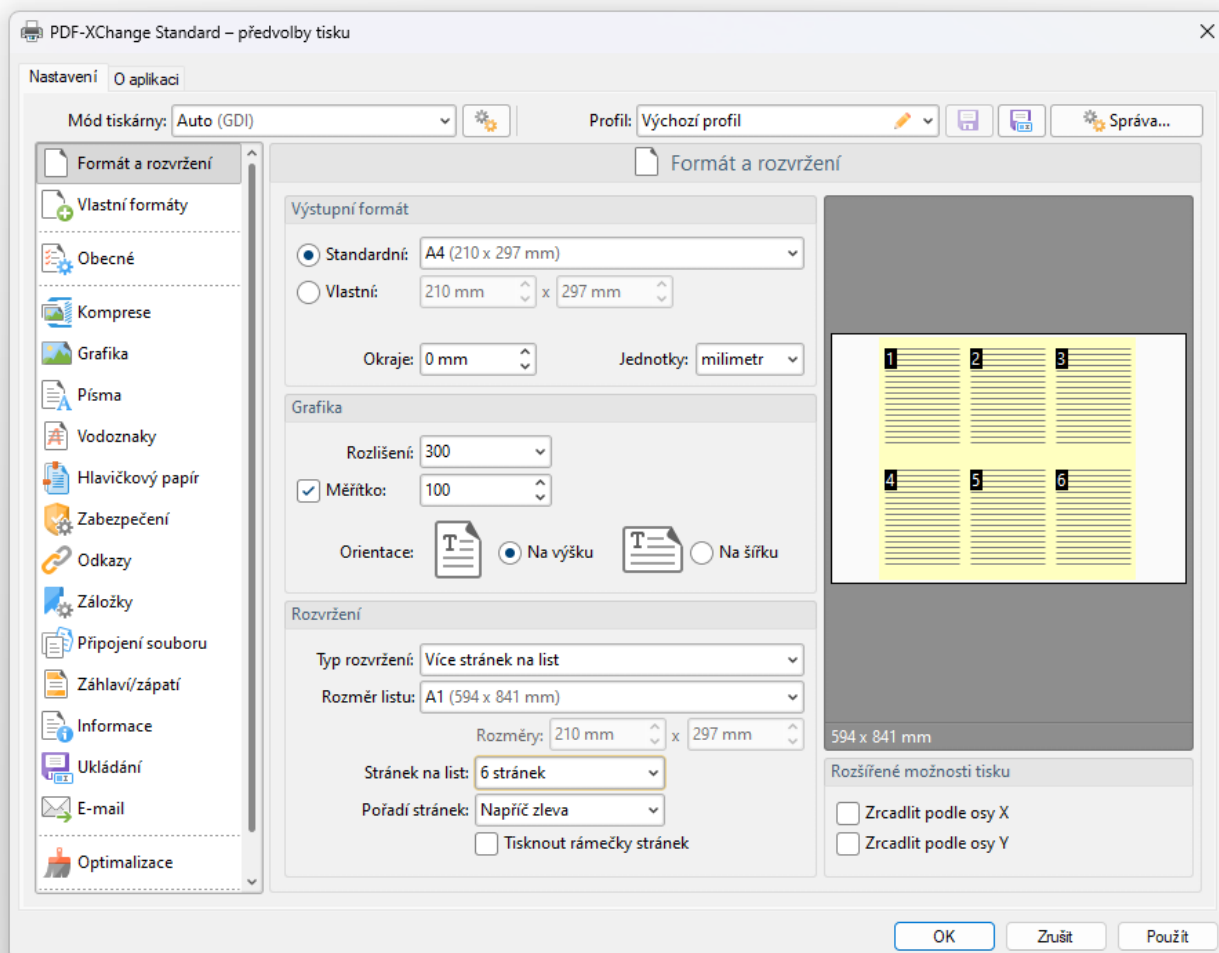 PDF-XChange Standard – předvolby tisku
Nastavení O aplikaci
Mód tiskárny: Auto (GDI) Profil: Výchozí profil Správa...
Formát a rozvržení
Vlastní formáty
Obecné
Komprese
Grafika
Písma
Vodoznaky
Hlavičkový papír
Zabezpečení
Odkazy
Záložky
Připojení souboru
Záhlaví/zápatí
Informace
Ukládání
E-mail
Optimalizace
Formát a rozvržení
Výstupní formát
Standardní: A4 (210 x 297 mm)
Vlastní: 210 mm x 297 mm
Okraje: 0 mm Jednotky: milimetr
Grafika
Rozlišení: 300
Měřítko: 100
Orientace: T Na výšku T Na šířku
Rozvržení
Typ rozvržení: Více stránek na list
Rozměr listu: A1 (594 x 841 mm)
Rozměry: 210 mm x 297 mm
Stránek na list: 6 stránek
Pořadí stránek: Napříč zleva
Tisknout rámečky stránek
1 2 3
4 5 6
594 x 841 mm
Rozšířené možnosti tisku
Zrcadlit podle osy X
Zrcadlit podle osy Y
OK Zrušit Použít